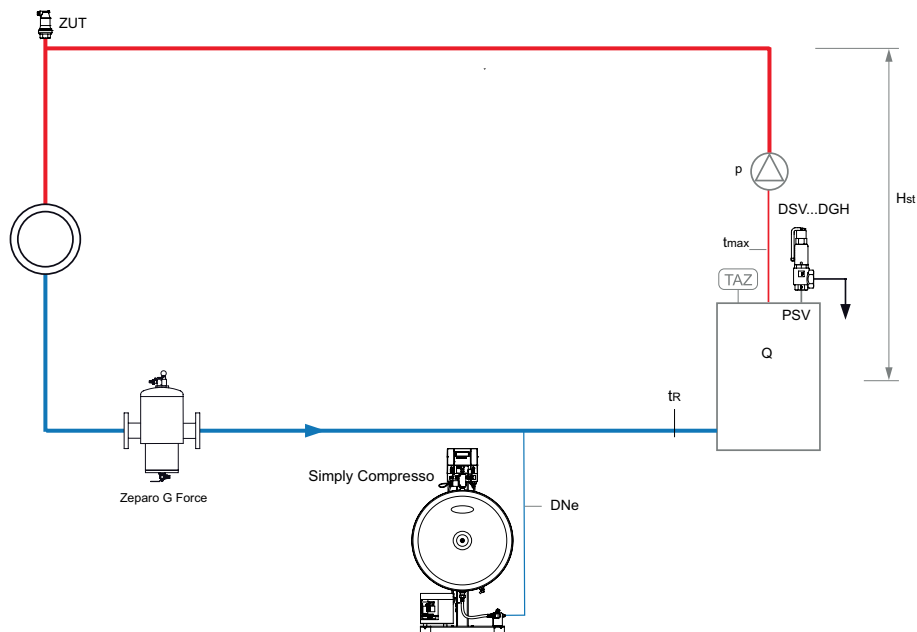 ZUT
p
Hst
DSV...DGH
tmax
TAZ
PSV
Q
tR
Simply Compresso
Zeparo G Force
DNe